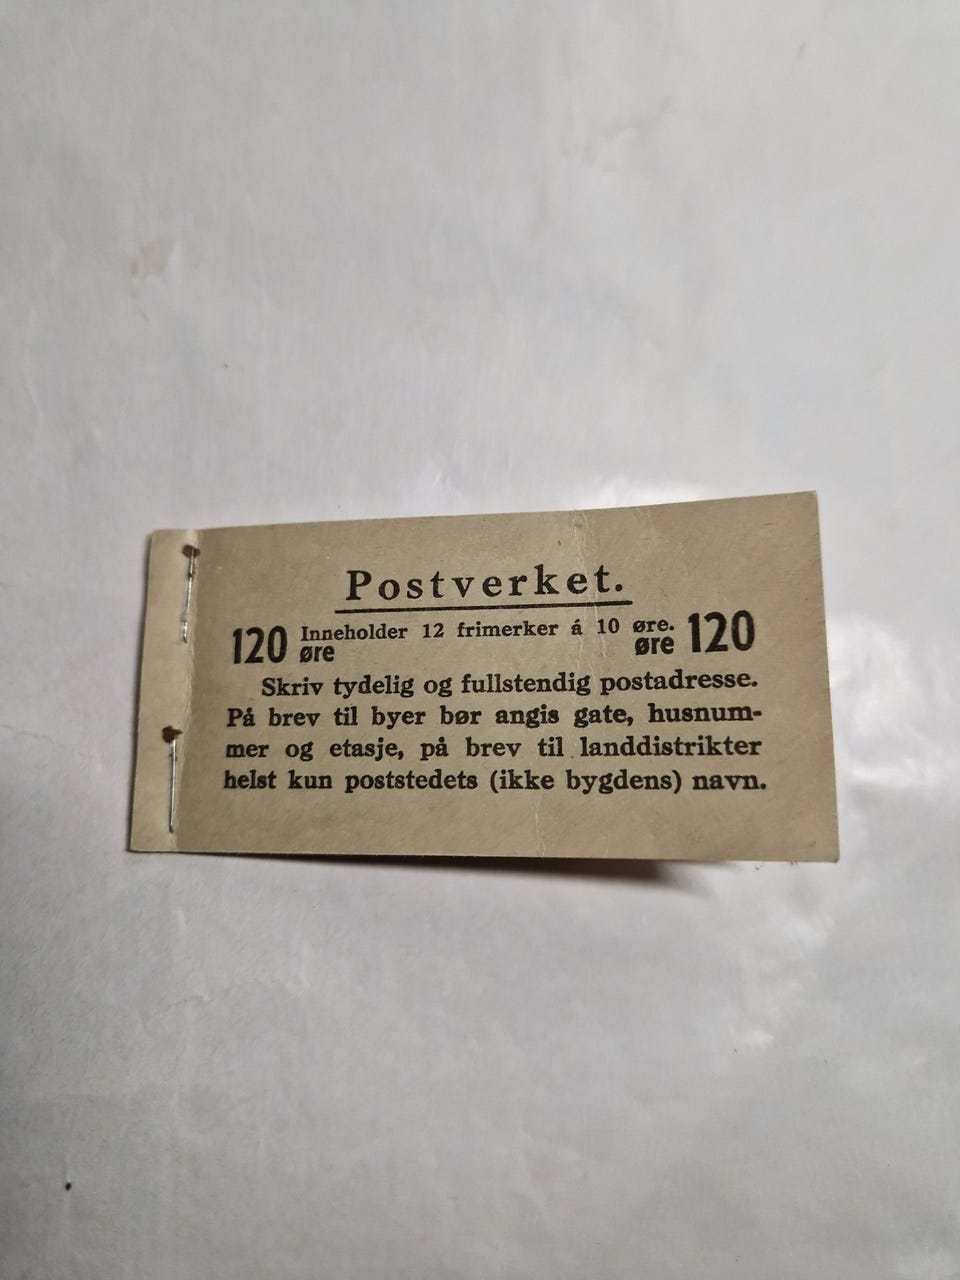 Postverket.
120 øre Inneholder 12 frimerker á 10 øre. øre 120
Skriv tydelig og fullstendig postadresse.
På brev til byer bør angis gate, husnum-
mer og etasje, på brev til landdistrikter
helst kun poststedets (ikke bygdens) navn.